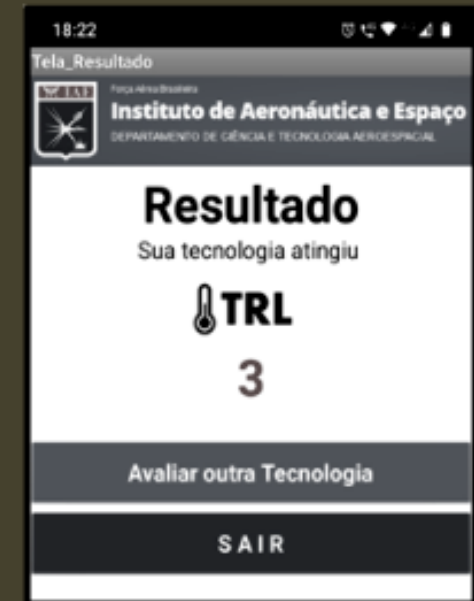 18:22
Tela_Resultado
IAE
Força Aérea Brasileira
Instituto de Aeronáutica e Espaço
DEPARTAMENTO DE CIÊNCIA E TECNOLOGIA AEROESPACIAL
Resultado
Sua tecnologia atingiu
TRL
3
Avaliar outra Tecnologia
SAIR